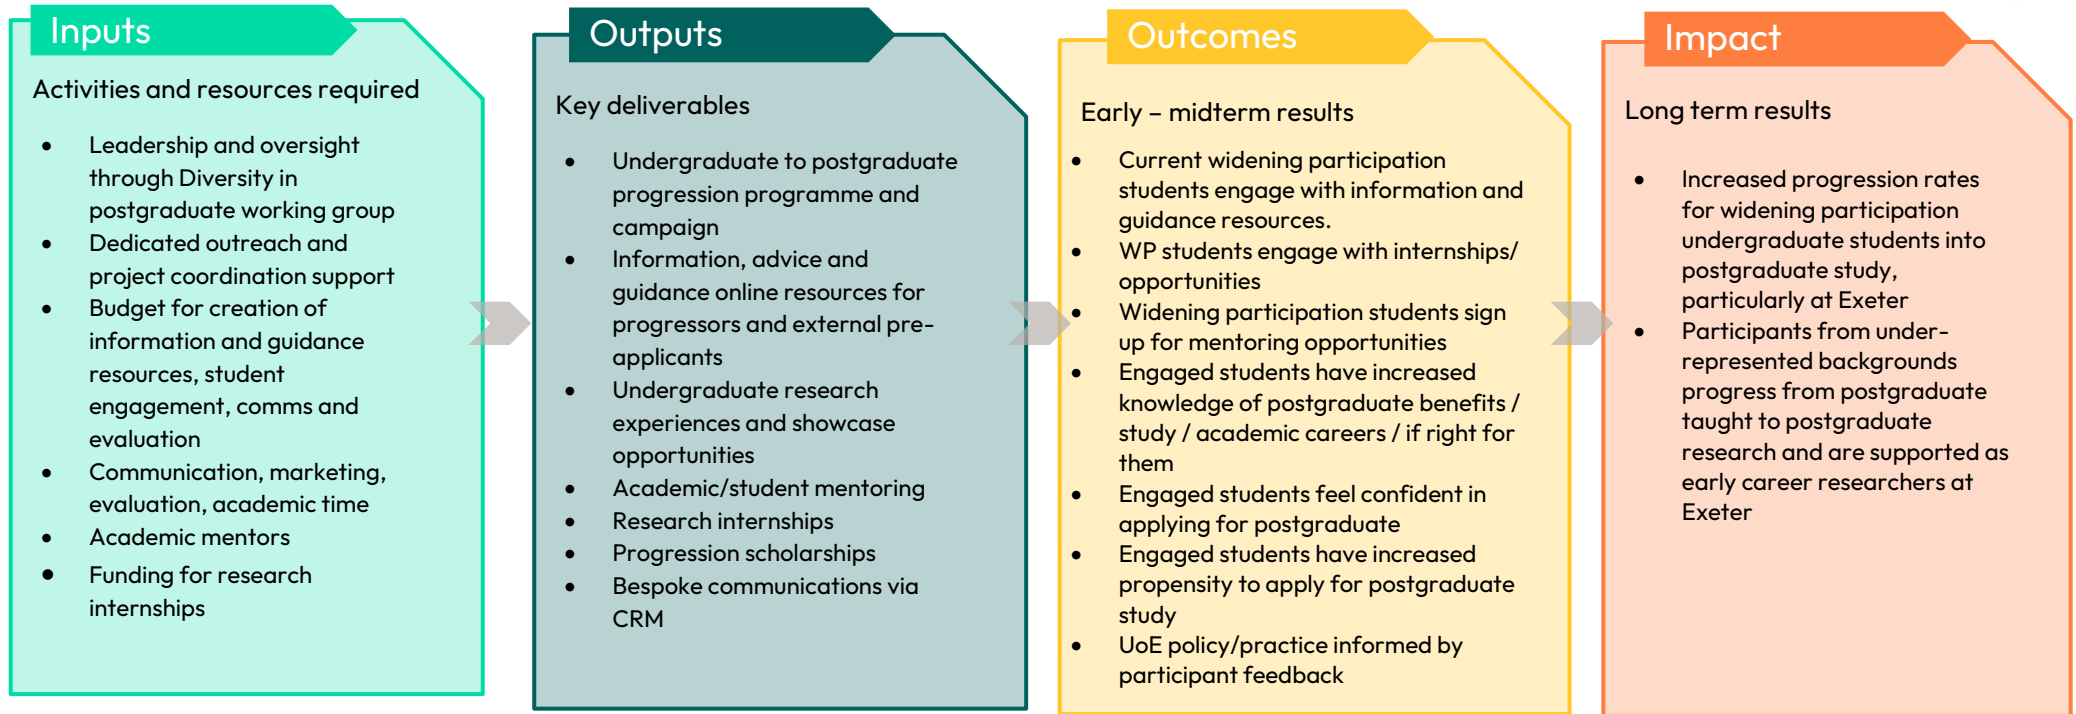 Inputs
Activities and resources required
• Leadership and oversight
through Diversity in
postgraduate working group
• Dedicated outreach and
project coordination support
• Budget for creation of
information and guidance
resources, student
engagement, comms and
evaluation
• Communication, marketing,
evaluation, academic time
• Academic mentors
• Funding for research
internships
Outputs
Key deliverables
• Undergraduate to postgraduate
progression programme and
campaign
• Information, advice and
guidance online resources for
progressors and external pre-
applicants
• Undergraduate research
experiences and showcase
opportunities
• Academic/student mentoring
• Research internships
• Progression scholarships
• Bespoke communications via
CRM
Outcomes
Early – midterm results
• Current widening participation
students engage with information and
guidance resources.
• WP students engage with internships/
opportunities
• Widening participation students sign
up for mentoring opportunities
• Engaged students have increased
knowledge of postgraduate benefits /
study / academic careers / if right for
them
• Engaged students feel confident in
applying for postgraduate
• Engaged students have increased
propensity to apply for postgraduate
study
• UoE policy/practice informed by
participant feedback
Impact
Long term results
• Increased progression rates
for widening participation
undergraduate students into
postgraduate study,
particularly at Exeter
• Participants from under-
represented backgrounds
progress from postgraduate
taught to postgraduate
research and are supported as
early career researchers at
Exeter